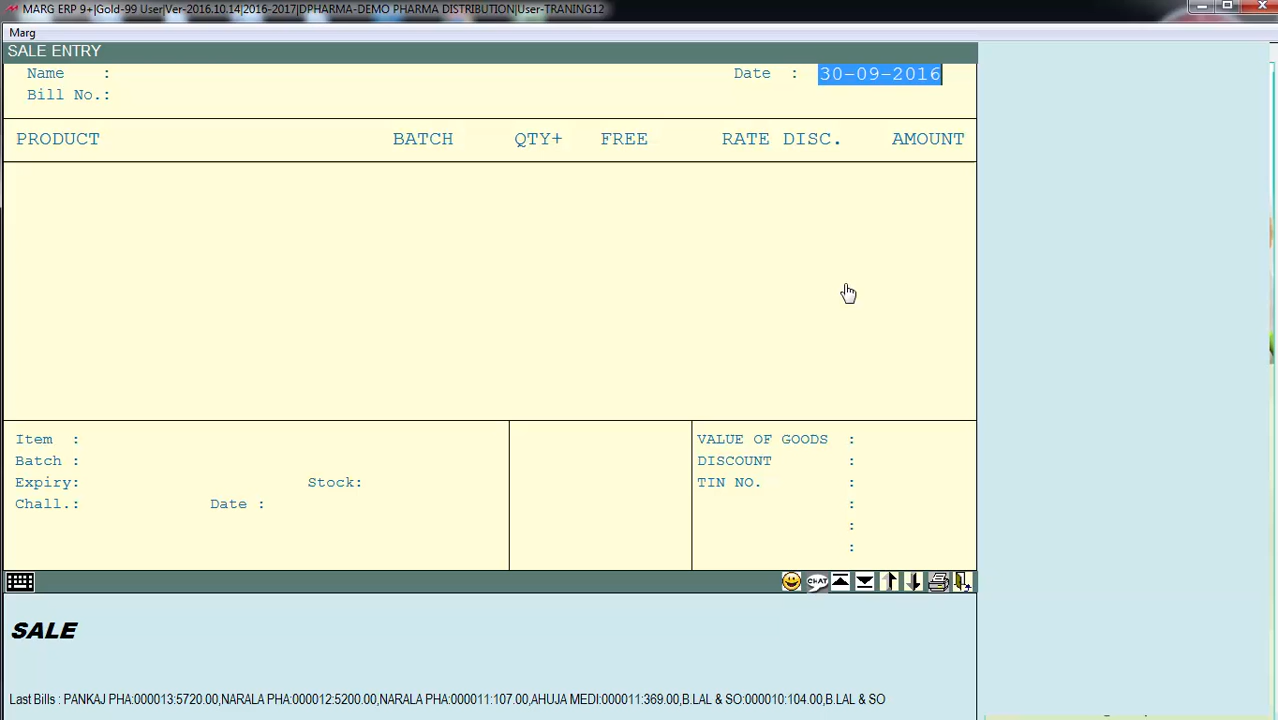 MARG ERP 9+|Gold-99 User|Ver-2016.10.14|2016-2017|DPHARMA-DEMO PHARMA DISTRIBUTION|User-TRANING12
Marg
SALE ENTRY
Name : Date : 30-09-2016
Bill No.:
PRODUCT BATCH QTY+ FREE RATE DISC. AMOUNT
Item : VALUE OF GOODS :
Batch : DISCOUNT :
Expiry: Stock: TIN NO. :
Chall.: Date : :
:
:
CHAT
SALE
Last Bills : PANKAJ PHA:000013:5720.00,NARALA PHA:000012:5200.00,NARALA PHA:000011:107.00,AHUJA MEDI:000011:369.00,B.LAL & SO:000010:104.00,B.LAL & SO